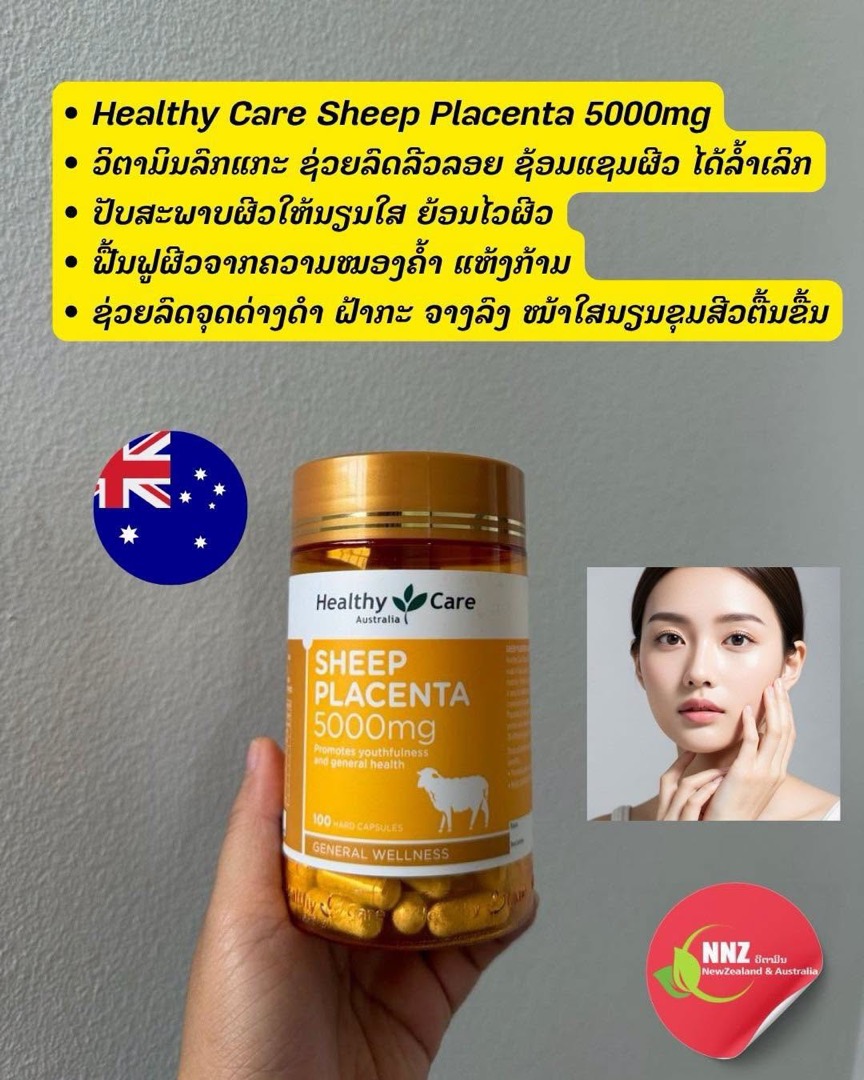 • Healthy Care Sheep Placenta 5000mg
• ວິຕາມິນລົກແກະ ຊ່ວຍລົດລີ້ວລອຍ ຊ້ອມແຊມຜີວ ໄດ້ລ້ຳເລິກ
• ປັບສະພາບຜີວໃຫ້ນຽນໃສ ຍ້ອນໄວຜີວ
• ຟື້ນຟູຜີວຈາກຄວາມໝອງຄ້ຳ ແຫ້ງກ້າມ
• ຊ່ວຍລົດຈຸດດ່າງດຳ ຝ້າກະ ຈາງລົງ ໜ້າໃສນຽນຂຸມສີວຕື້ນຂື້ນ
Healthy Care
Australia
SHEEP
PLACENTA
5000mg
Promotes youthfulness
and general health
100 HARD CAPSULES
GENERAL WELLNESS
NNZ ວິຕາມິນ
NewZealand & Australia